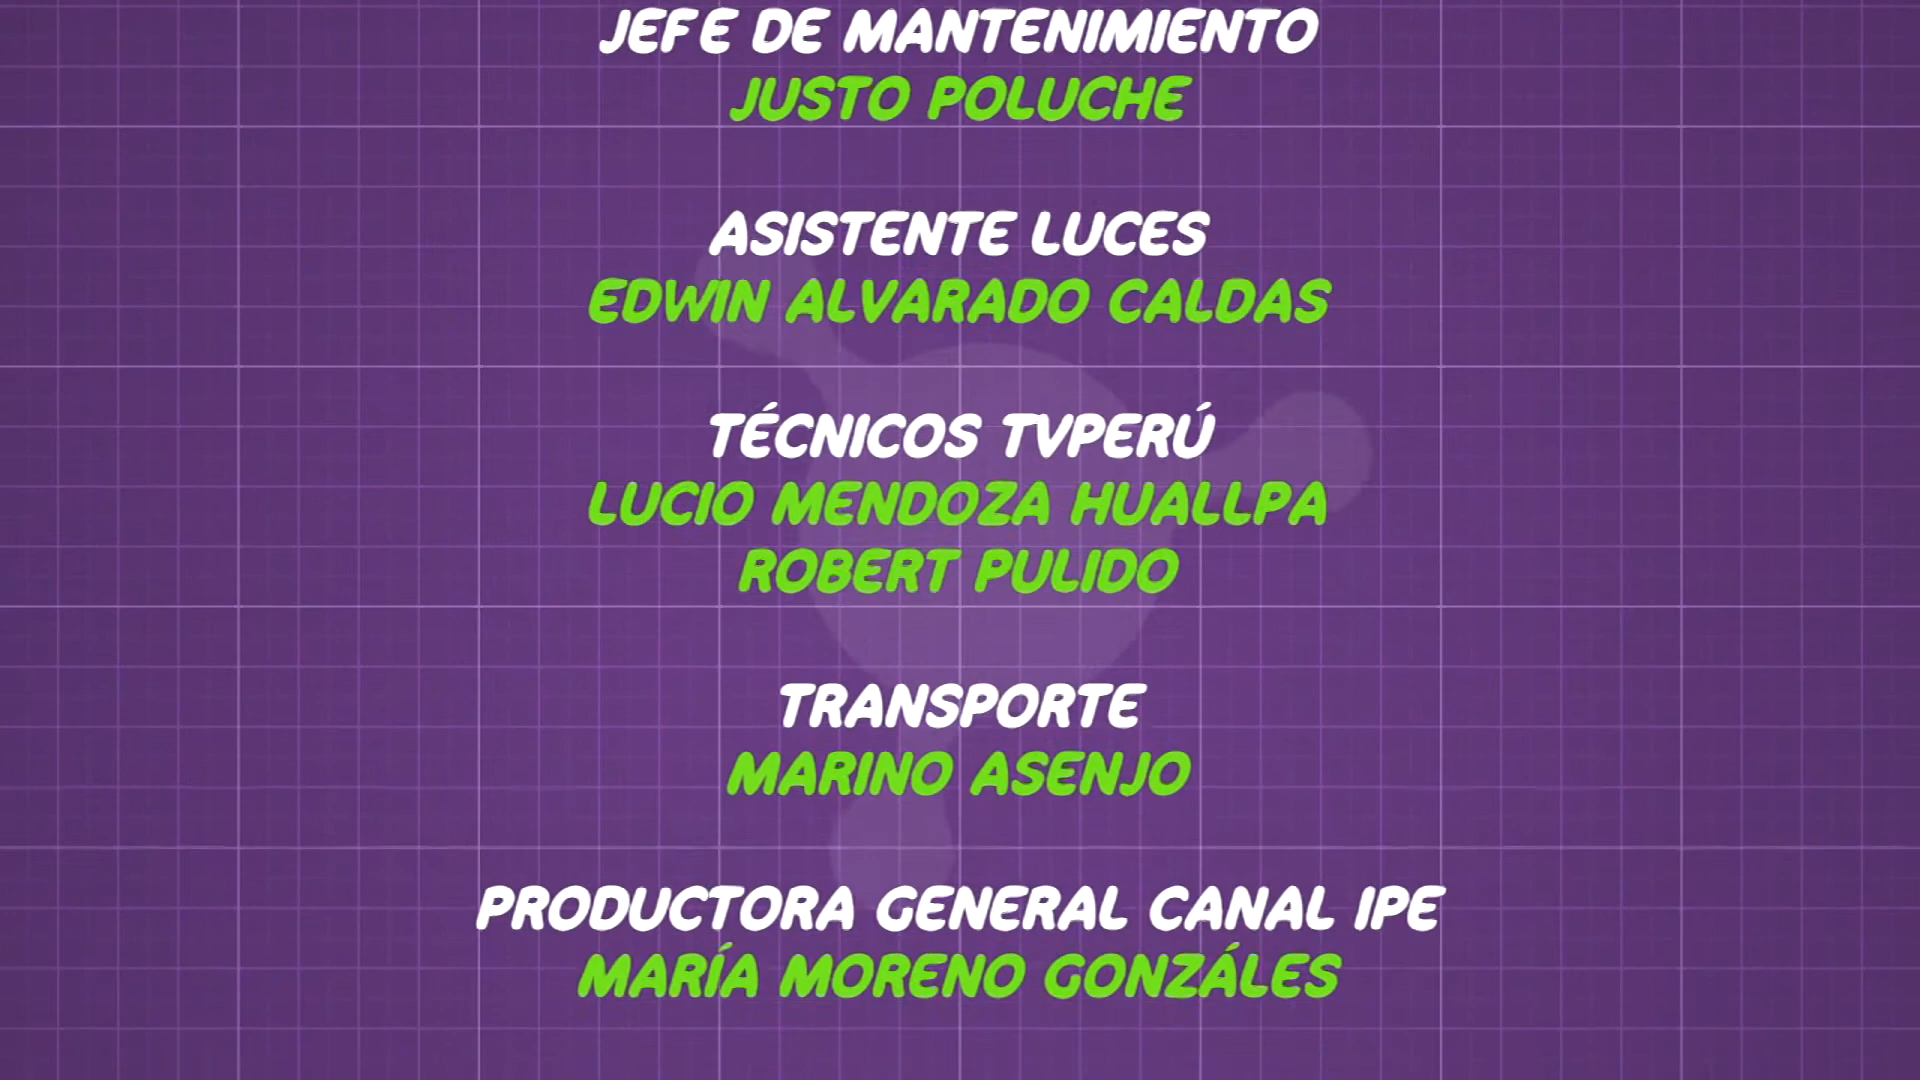 JEFE DE MANTENIMIENTO
JUSTO POLUCHE
ASISTENTE LUCES
EDWIN ALVARADO CALDAS
TÉCNICOS TVPERÚ
LUCIO MENDOZA HUALLPA
ROBERT PULIDO
TRANSPORTE
MARINO ASENJO
PRODUCTORA GENERAL CANAL IPE
MARÍA MORENO GONZÁLES